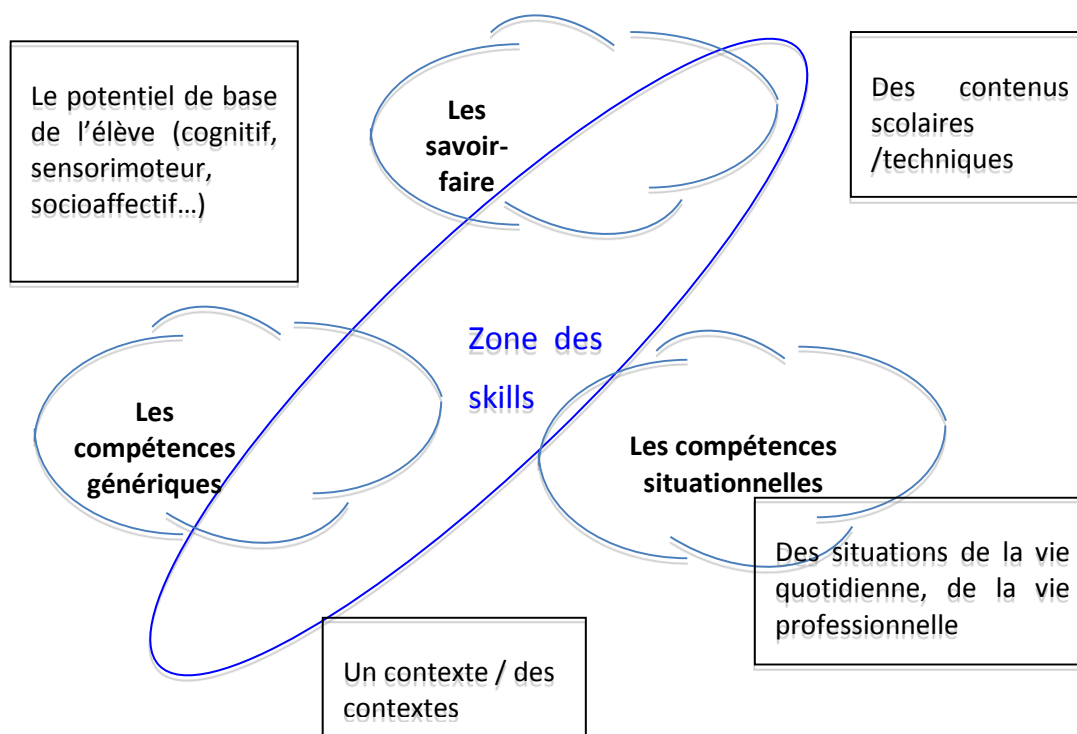 Le potentiel de base
de l'élève (cognitif,
sensorimoteur,
socioaffectif…)
Les
savoir-
faire
Des contenus
scolaires
/techniques
Zone des
skills
Les
compétences
génériques
Les compétences
situationnelles
Des situations de la vie
quotidienne, de la vie
professionnelle
Un contexte / des
contextes